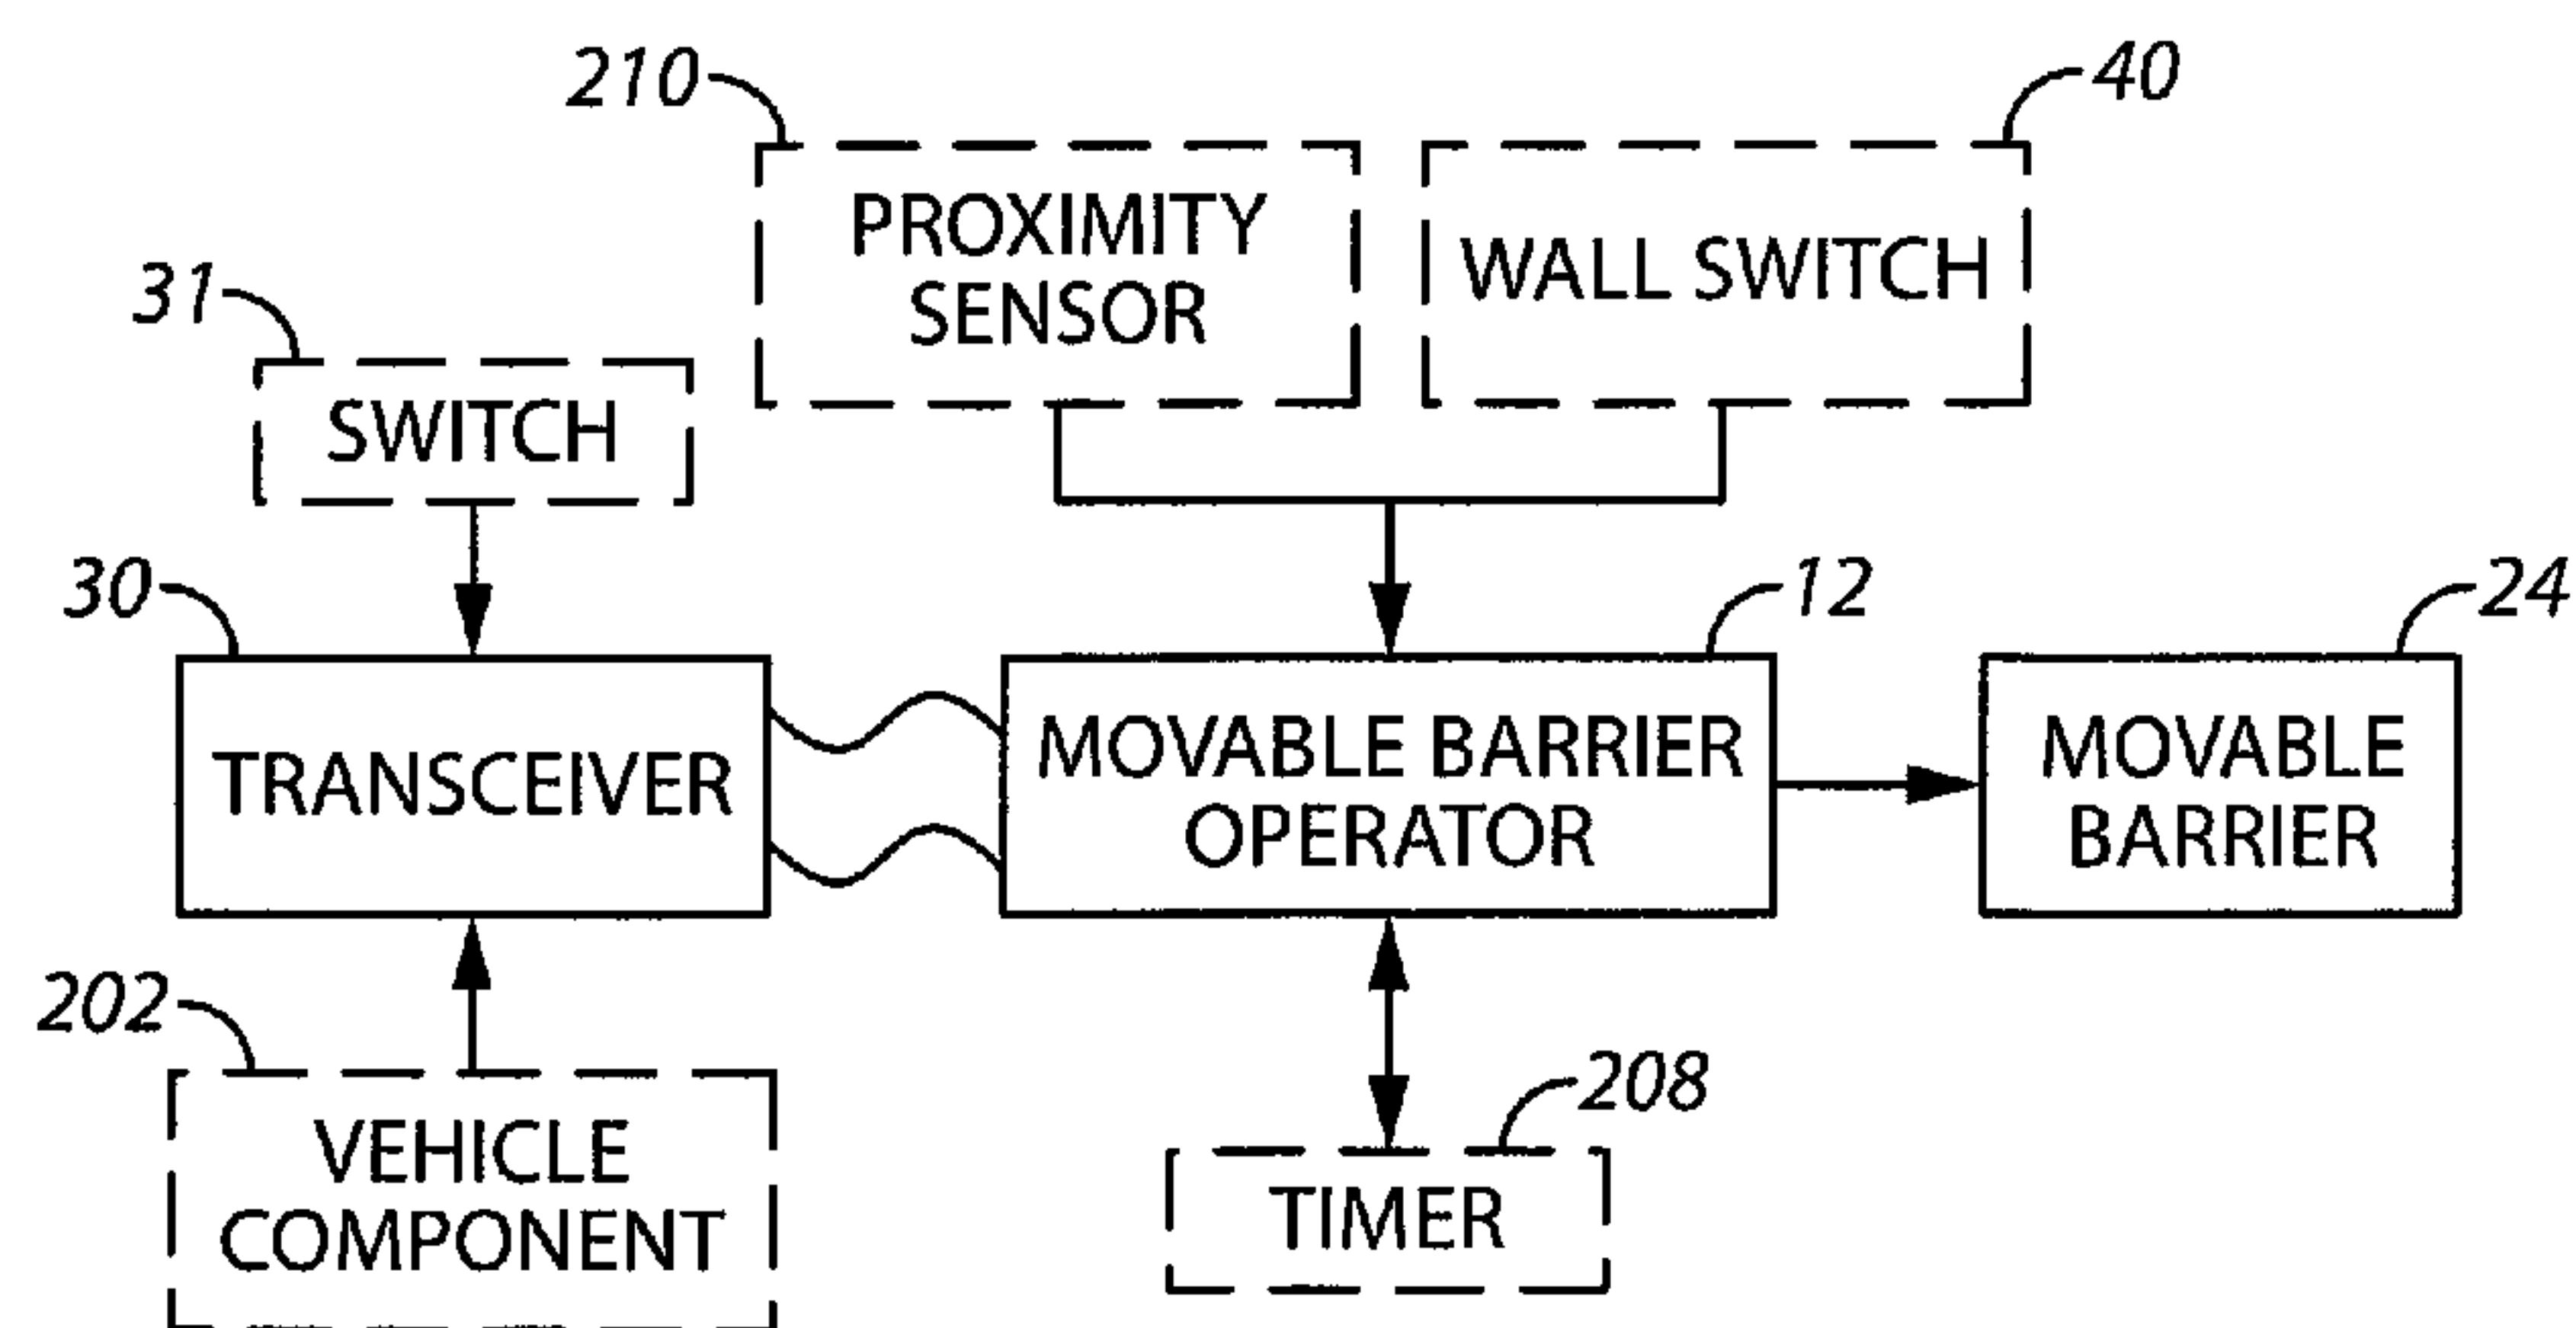 210
40
PROXIMITY
SENSOR
WALL SWITCH
31
SWITCH
30
12
24
TRANSCEIVER
MOVABLE BARRIER
OPERATOR
MOVABLE
BARRIER
202
208
VEHICLE
COMPONENT
TIMER